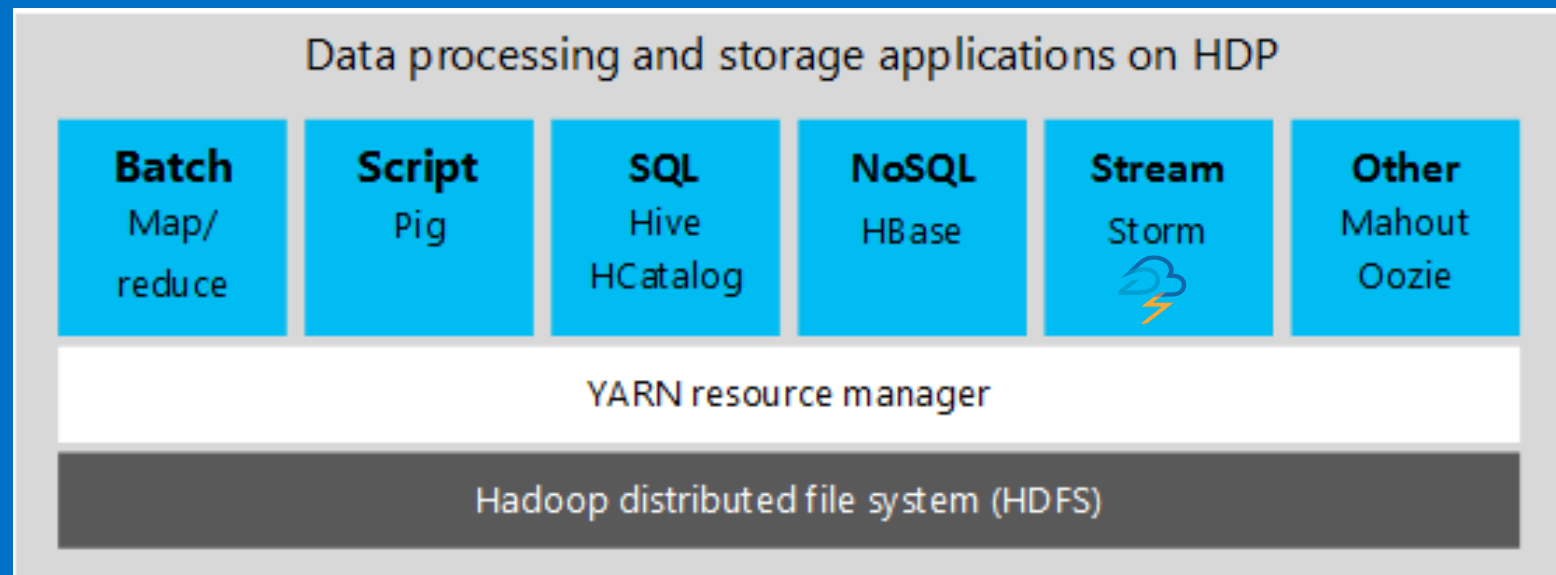 Data processing and storage applications on HDP
Batch
Map/
reduce
Script
Pig
SQL
Hive
HCatalog
NoSQL
HBase
Stream
Storm
Other
Mahout
Oozie
YARN resource manager
Hadoop distributed file system (HDFS)